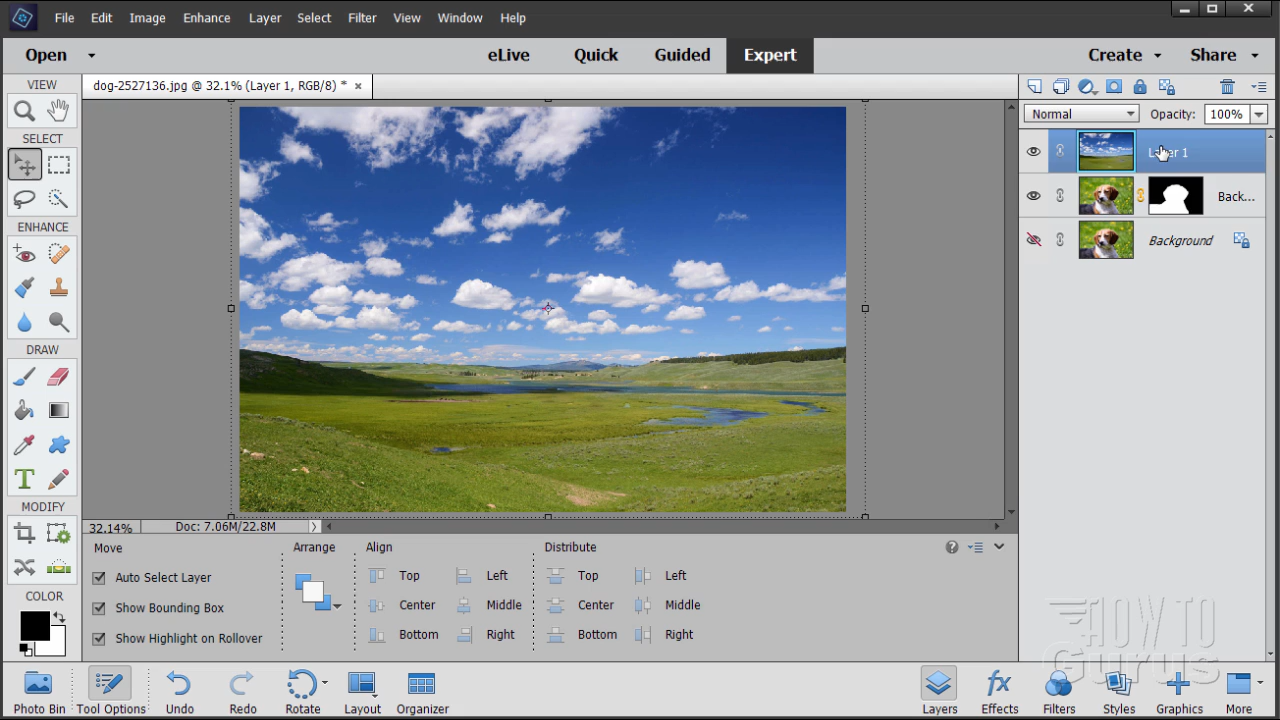 File Edit Image Enhance Layer Select Filter View Window Help
Open eLive Quick Guided Expert Create Share
VIEW dog-2527136.jpg @ 32.1% (Layer 1, RGB/8) * ×
Normal Opacity: 100%
SELECT
Layer 1
Back...
ENHANCE
Background
DRAW
T
MODIFY
32.14% Doc: 7.06M/22.8M
Move Arrange Align Distribute
Auto Select Layer Top Left Top Left
COLOR
Show Bounding Box Center Middle Center Middle
Show Highlight on Rollover Bottom Right Bottom Right
HOW TO
Gurus
fx
Photo Bin Tool Options Undo Redo Rotate Layout Organizer Layers Effects Filters Styles Graphics More